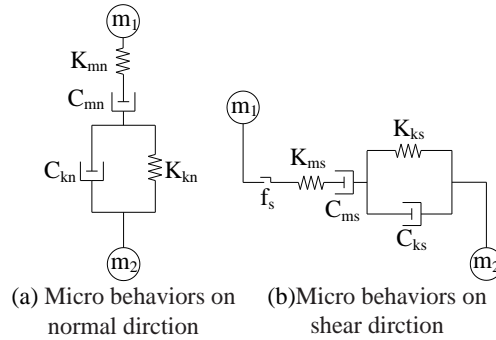 m1
Kmn
Cmn
Ckn
Kkn
m2
(a) Micro behaviors on
normal dirction
m1
Kks
Kms
fs
Cms
Cks
m2
(b)Micro behaviors on
shear dirction